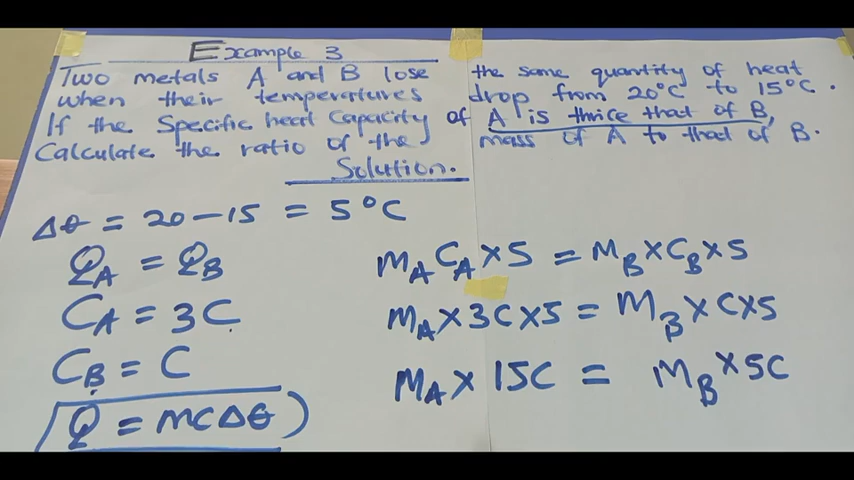 Example 3
Two metals A and B lose the same quantity of heat
when their temperatures drop from 20°C to 15°C.
If the Specific heat Capacity of A is thrice that of B,
Calculate the ratio of the mass of A to that of B.
Solution.
Δθ = 20 - 15 = 5°C
Q_A = Q_B
C_A = 3C
C_B = C
Q = mcΔθ
M_A C_A × 5 = M_B × C_B × 5
M_A × 3C × 5 = M_B × C × 5
M_A × 15C = M_B × 5C